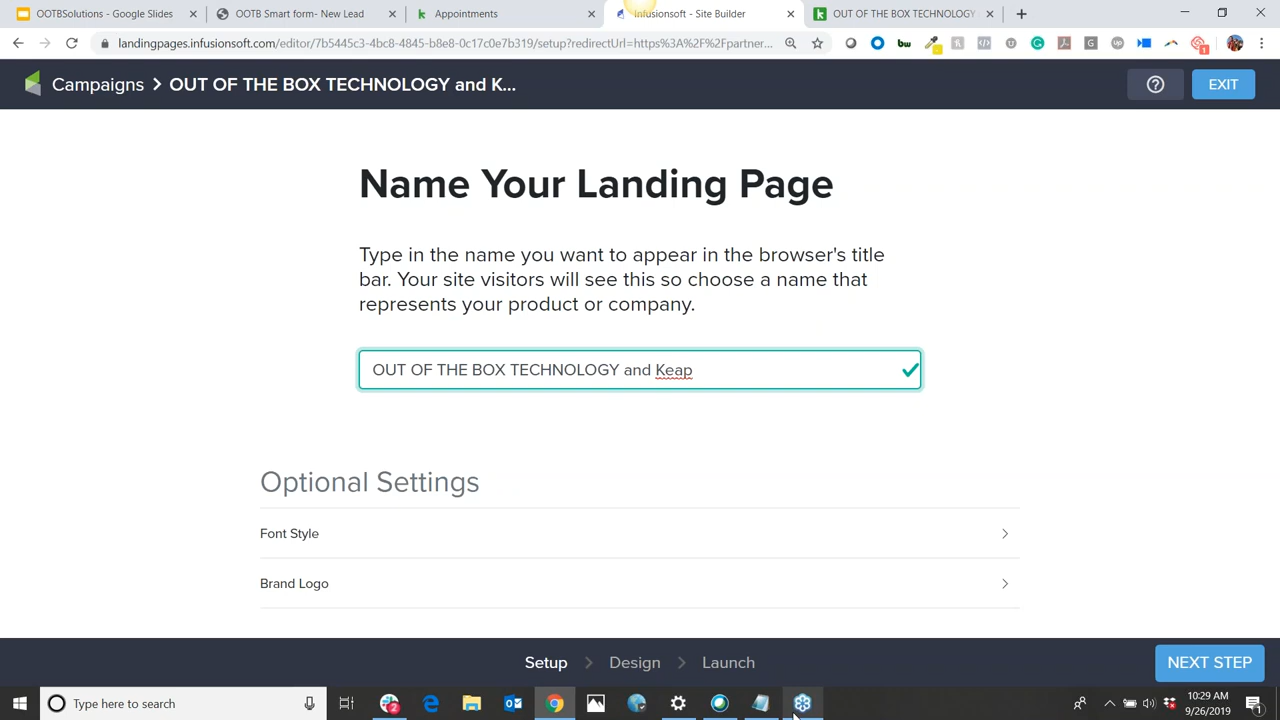 OOTBSolutions - Google Slides
OOTB Smart form- New Lead
Appointments
Infusionsoft - Site Builder
OUT OF THE BOX TECHNOLOGY
landingpages.infusionsoft.com/editor/7b5445c3-4bc8-4845-b9e8-0c17c0e7b319/setup?redirectUrl=https%3A%2F%2Fpartner...
Campaigns > OUT OF THE BOX TECHNOLOGY and K...
EXIT
Name Your Landing Page
Type in the name you want to appear in the browser's title
bar. Your site visitors will see this so choose a name that
represents your product or company.
OUT OF THE BOX TECHNOLOGY and Keap
Optional Settings
Font Style
Brand Logo
Setup > Design > Launch
NEXT STEP
Type here to search
10:29 AM
9/26/2019